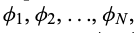 ϕ₁, ϕ₂, …, ϕ_N,